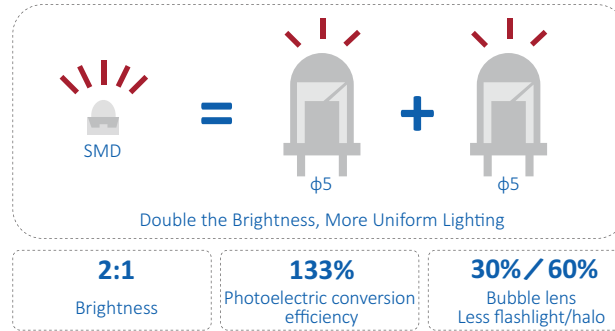 =
+
SMD
ϕ5
ϕ5
Double the Brightness, More Uniform Lighting
2:1
Brightness
133%
Photoelectric conversion
efficiency
30%/60%
Bubble lens
Less flashlight/halo